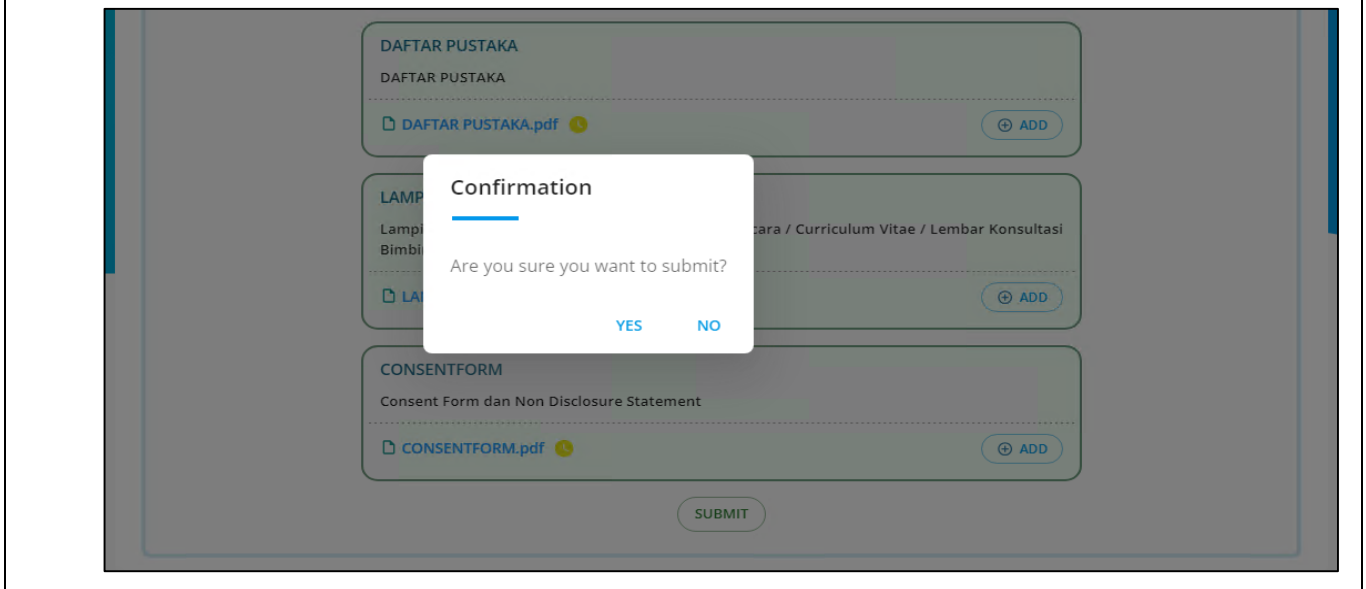 DAFTAR PUSTAKA
DAFTAR PUSTAKA
DAFTAR PUSTAKA.pdf
ADD
Confirmation
Are you sure you want to submit?
YES NO
LAMP
Lampi cara / Curriculum Vitae / Lembar Konsultasi
Bimbi
LA
ADD
CONSENTFORM
Consent Form dan Non Disclosure Statement
CONSENTFORM.pdf
ADD
SUBMIT